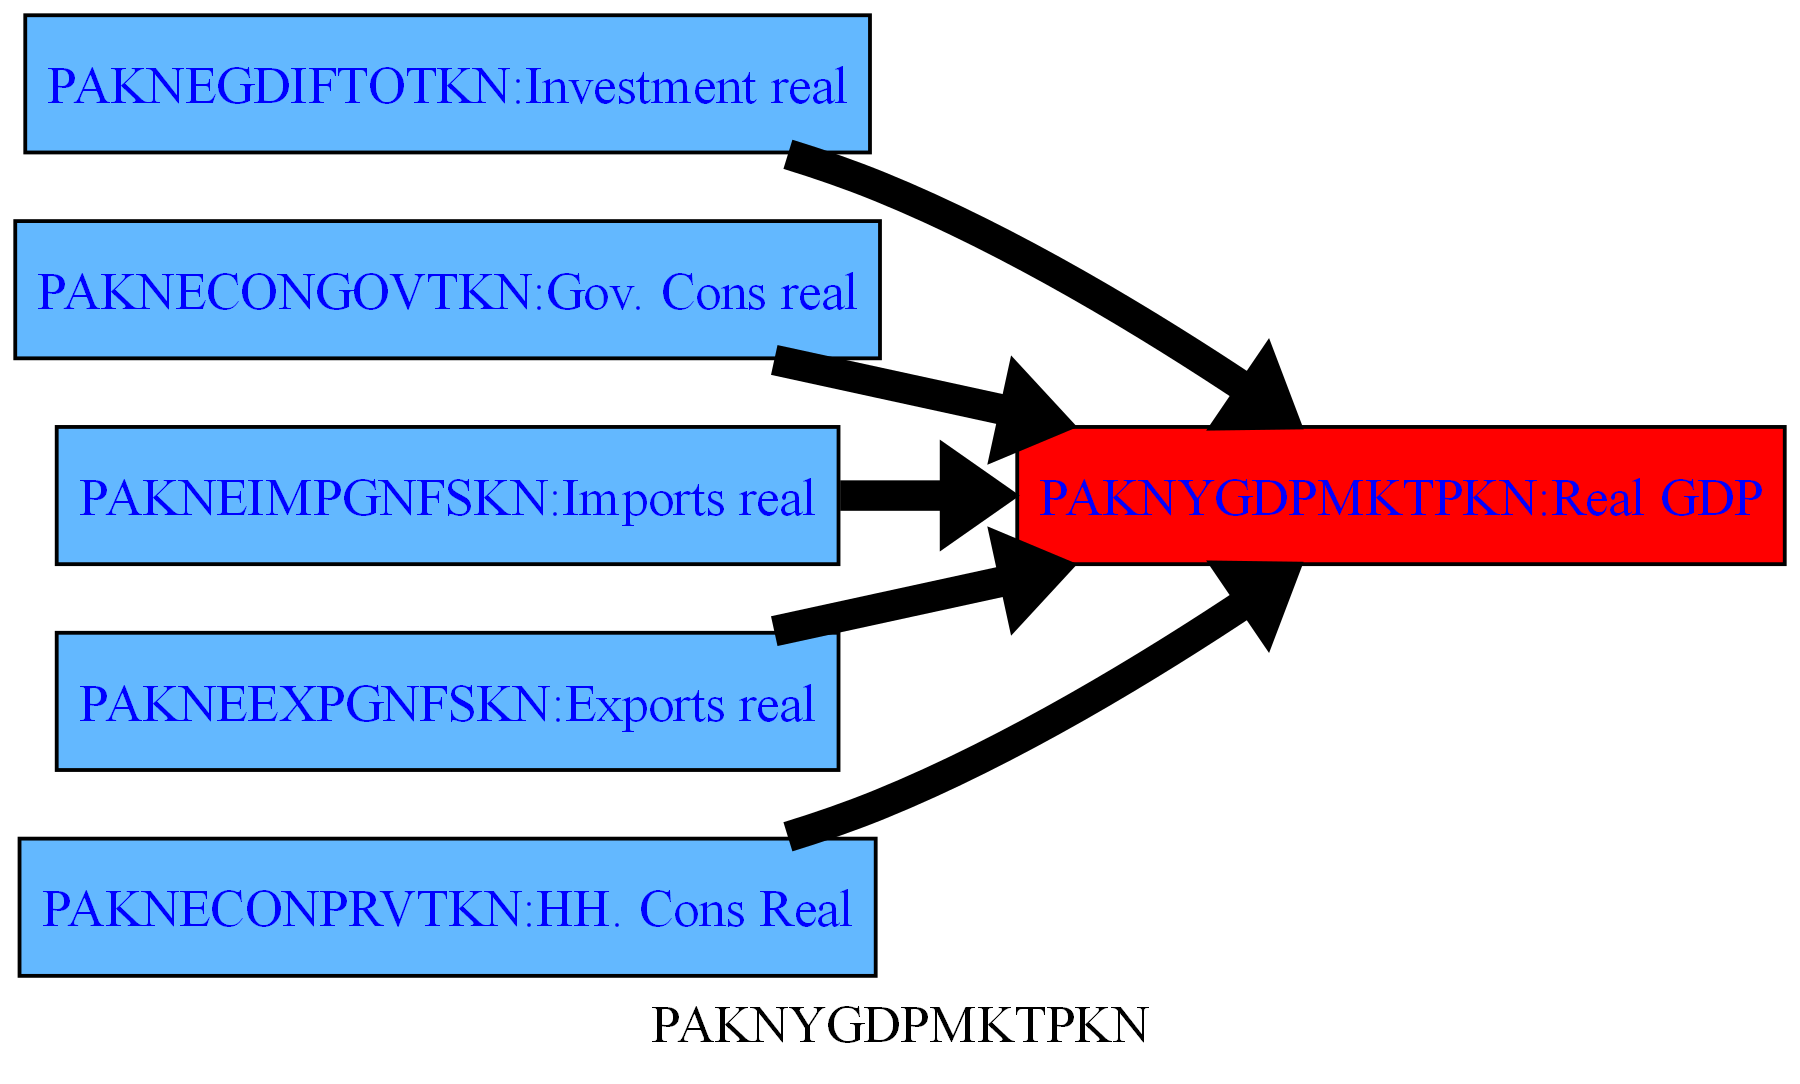 PAKNEGDIFTOTKN:Investment real
PAKNECONGOVTKN:Gov. Cons real
PAKNEIMPGNFSKN:Imports real
PAKNYGDPMKTPKN:Real GDP
PAKNEEXPGNFSKN:Exports real
PAKNECONPRVTKN:HH. Cons Real
PAKNYGDPMKTPKN